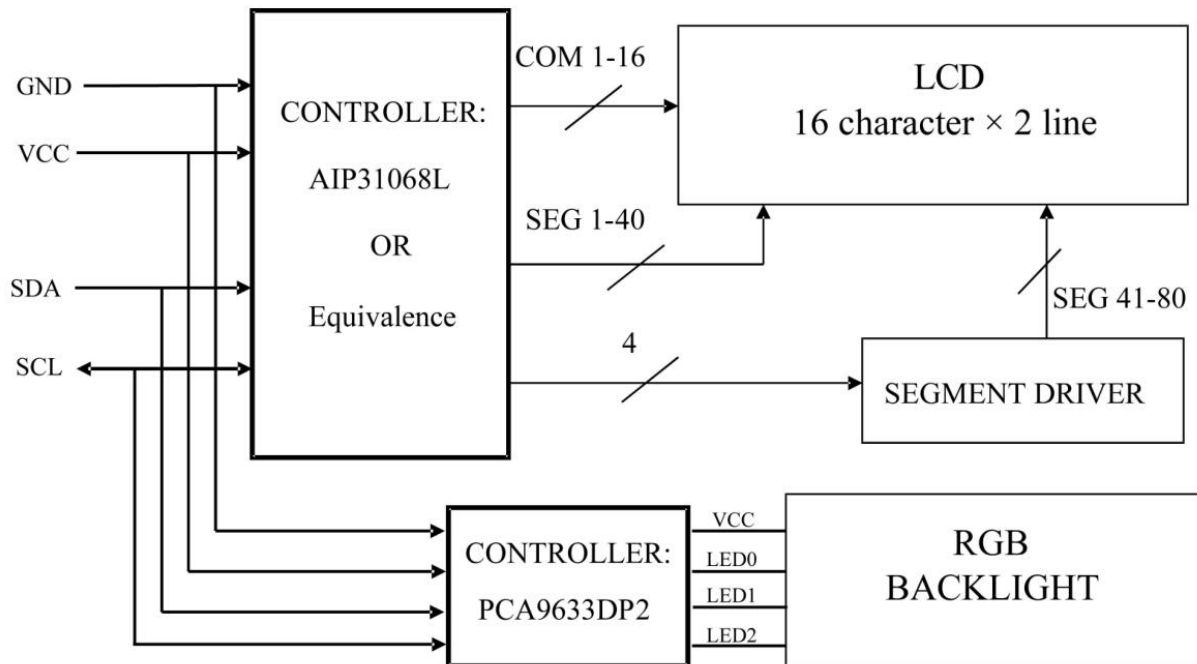 GND
VCC
SDA
SCL
CONTROLLER:
AIP31068L
OR
Equivalence
COM 1-16
SEG 1-40
4
LCD
16 character × 2 line
SEG 41-80
SEGMENT DRIVER
CONTROLLER:
PCA9633DP2
VCC
LED0
LED1
LED2
RGB
BACKLIGHT